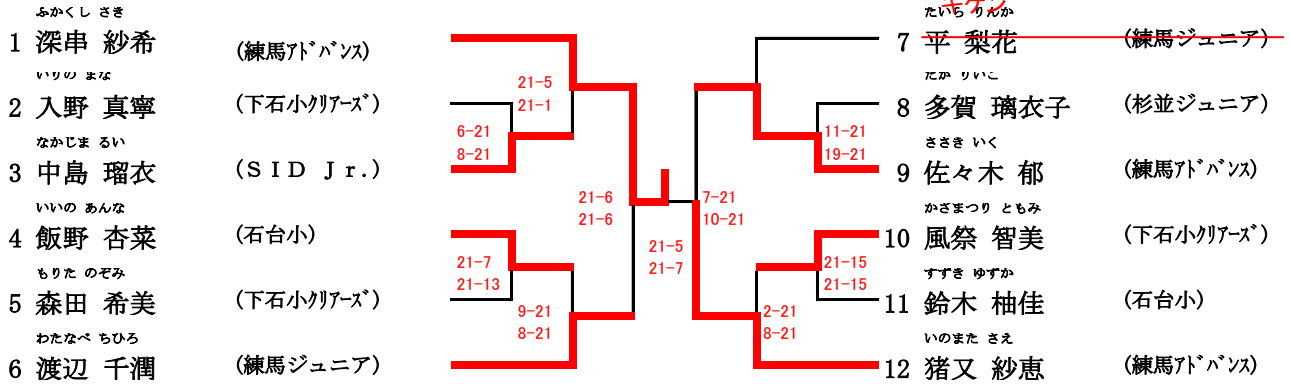 ふかくし さき
1 深串 紗希 (練馬アドバンス)
いりの まな
2 入野 真寧 (下石小クリアーズ)
なかじま るい
3 中島 瑠衣 (ＳＩＤ Ｊｒ.)
いいの あんな
4 飯野 杏菜 (石台小)
もりた のぞみ
5 森田 希美 (下石小クリアーズ)
わたなべ ちひろ
6 渡辺 千潤 (練馬ジュニア)
21-5
21-1
6-21
8-21
21-6
21-6
21-7
21-13
9-21
8-21
21-5
21-7
7-21
10-21
11-21
19-21
21-15
21-15
2-21
8-21
キケン
たいら りんか
7 平 梨花 (練馬ジュニア)
たが りいこ
8 多賀 璃衣子 (杉並ジュニア)
ささき いく
9 佐々木 郁 (練馬アドバンス)
かざまつり ともみ
10 風祭 智美 (下石小クリアーズ)
すずき ゆずか
11 鈴木 柚佳 (石台小)
いのまた さえ
12 猪又 紗恵 (練馬アドバンス)